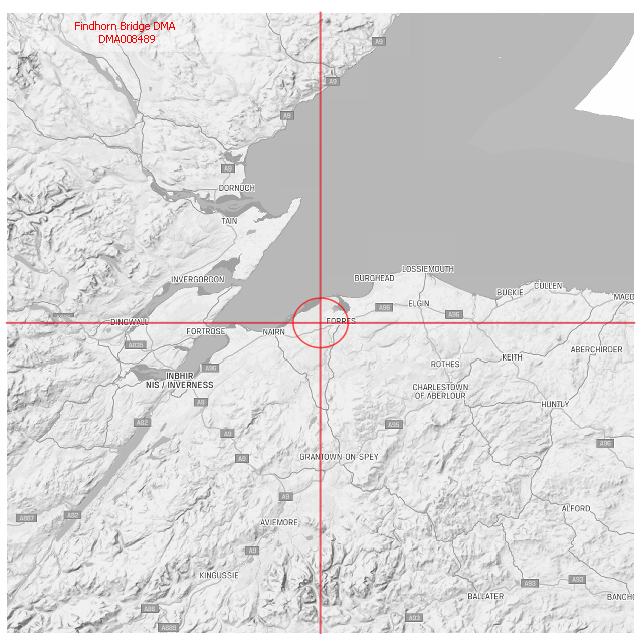 Findhorn Bridge DMA
DMA008489
A9
A9
A9
A9
DORNOCH
TAIN
LOSSIEMOUTH
BURGHEAD
INVERGORDON
CULLEN
BUCKIE
MACD
ELGIN
A96
A96
DINGWALL
FORTROSE
NAIRN
FORRES
A835
ABERCHIRDER
KEITH
ROTHES
A96
INBHIR
NIS / INVERNESS
CHARLESTOWN
OF ABERLOUR
HUNTLY
A9
A82
A95
A9
A96
GRANTOWN-ON-SPEY
A9
A9
ALFORD
A887
A82
AVIEMORE
A9
KINGUSSIE
A93
A93
BALLATER
BANCHO
A86
A93
A889